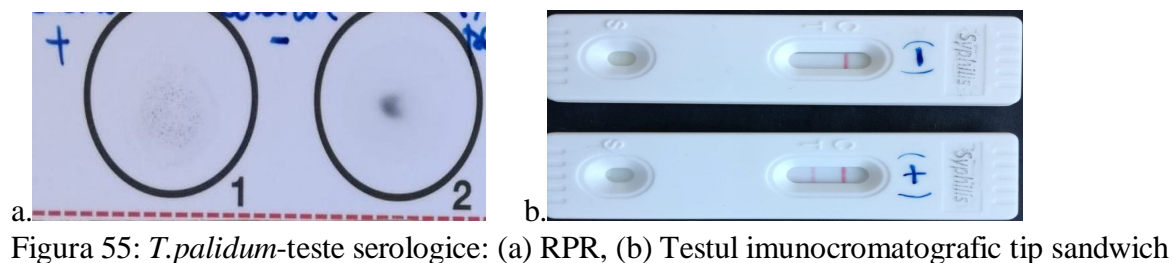 +
-
1
2
a.
S
C
T
(-)
Syphilis
S
C
T
(+)
Syphilis
b.
Figura 55: T.palidum-teste serologice: (a) RPR, (b) Testul imunocromatografic tip sandwich